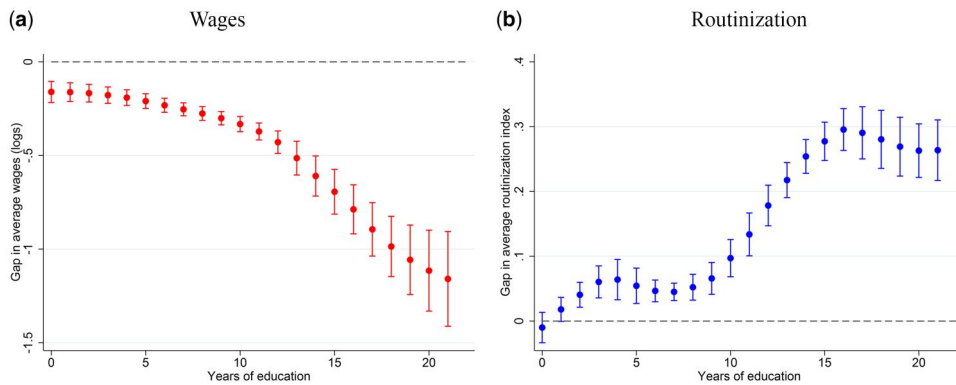 (a) Wages
Gap in average wages (logs)
0
-.5
-1
-1.5
0 5 10 15 20
Years of education
(b) Routinization
Gap in average routinization index
.4
.3
.2
.1
0
0 5 10 15 20
Years of education